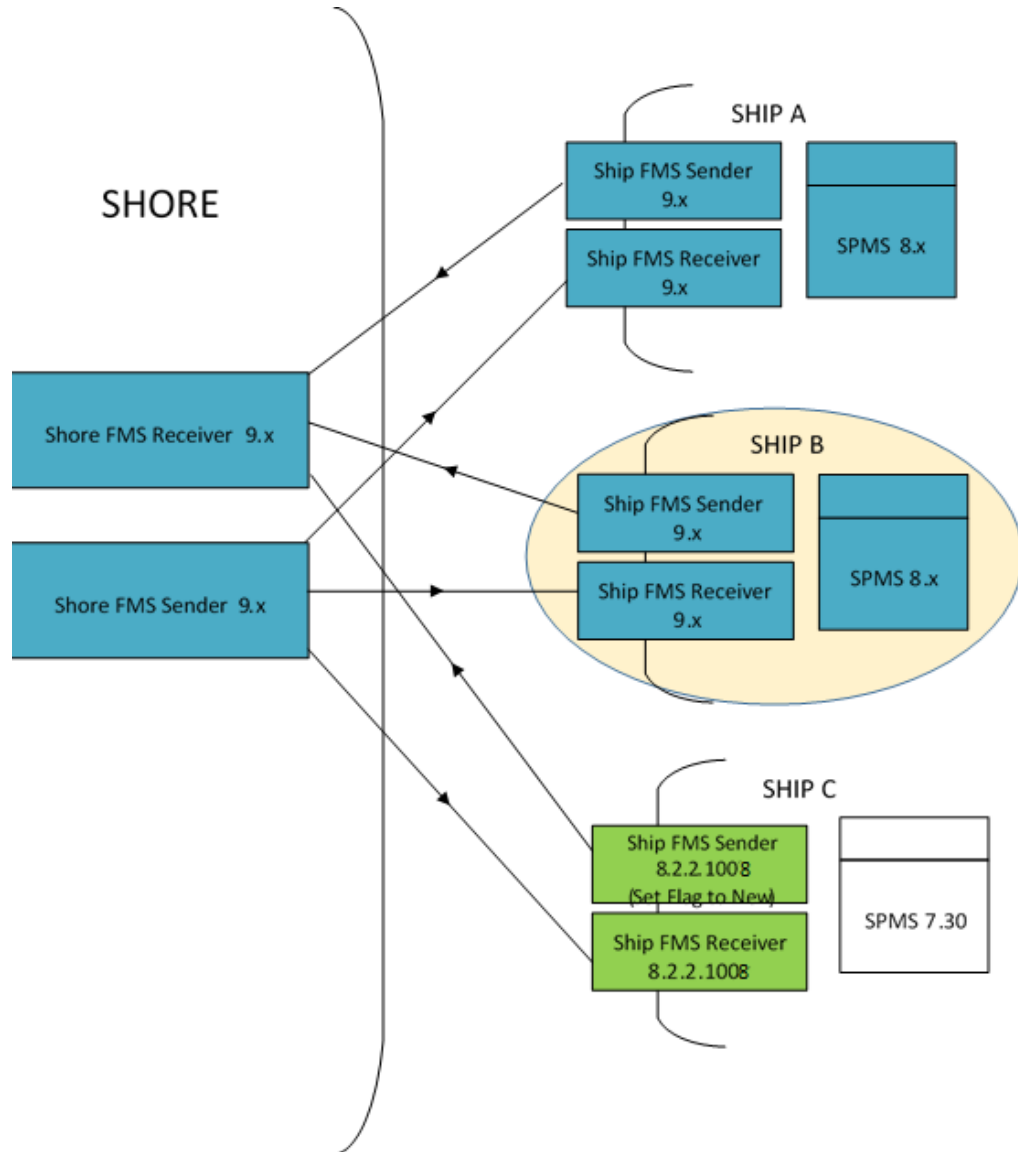 SHORE
Shore FMS Receiver 9.x
Shore FMS Sender 9.x
SHIP A
Ship FMS Sender
9.x
Ship FMS Receiver
9.x
SPMS 8.x
SHIP B
Ship FMS Sender
9.x
Ship FMS Receiver
9.x
SPMS 8.x
SHIP C
Ship FMS Sender
8.2.2.1008
(Set Flag to New)
Ship FMS Receiver
8.2.2.1008
SPMS 7.30